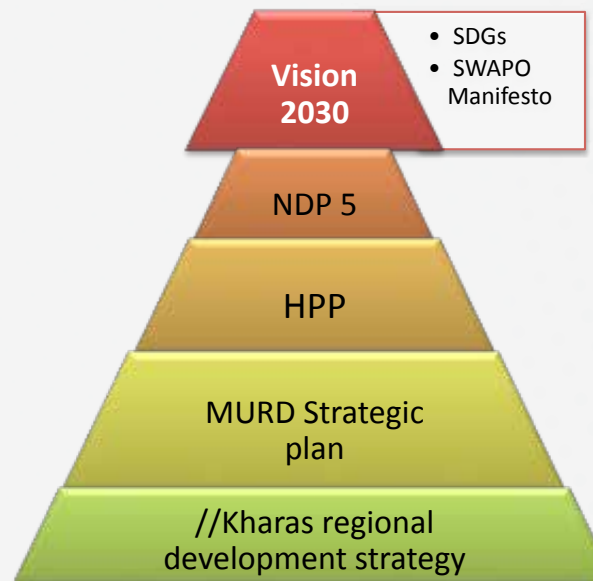 Vision
2030
• SDGs
• SWAPO
Manifesto
NDP 5
HPP
MURD Strategic
plan
//Kharas regional
development strategy